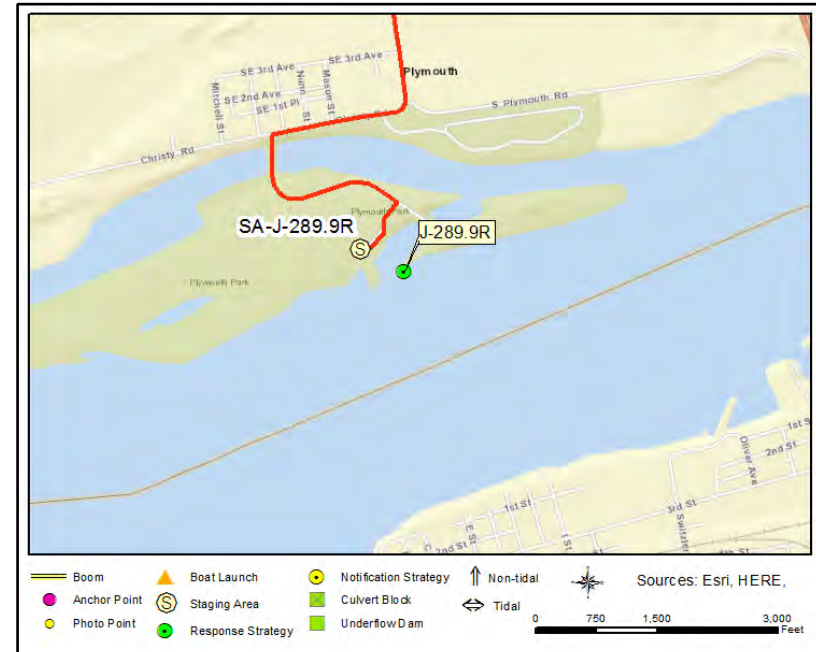 SE 3rd Ave
SE 3rd Ave
Plymouth
Mitchell St
Nunn St
Mason St
SE 2nd Ave
SE 1st Pl
S Plymouth Rd
Christy Rd
Plymouth Park
SA-J-289.9R
J-289.9R
S
Plymouth Park
1st S
Oliver Ave
2nd St
1st St
3rd St
E St
I St
Switzler
2nd St
C
Boom
Boat Launch
Notification Strategy
Non-tidal
Sources: Esri, HERE,
Anchor Point
S
Staging Area
Culvert Block
Tidal
Photo Point
Response Strategy
Underflow Dam
0 750 1,500 3,000
Feet